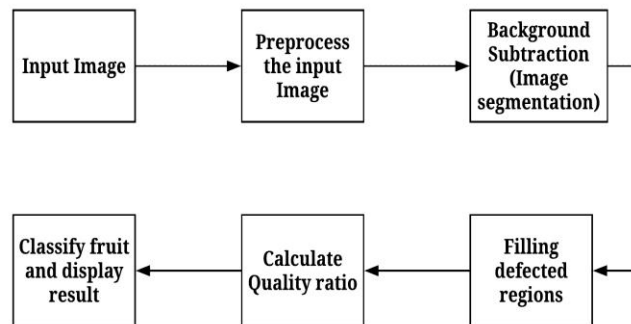 Input Image
Preprocess
the input
Image
Background
Subtraction
(Image
segmentation)
Classify fruit
and display
result
Calculate
Quality ratio
Filling
defected
regions